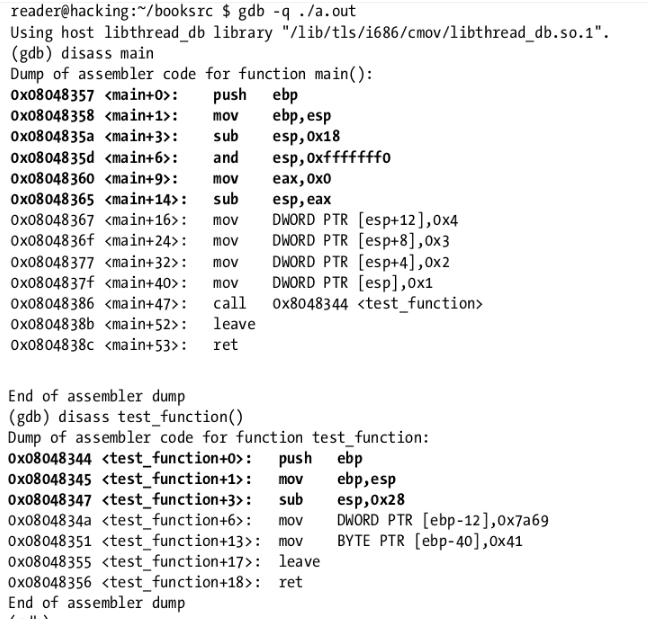 reader@hacking:~/booksrc $ gdb -q ./a.out
Using host libthread_db library "/lib/tls/i686/cmov/libthread_db.so.1".
(gdb) disass main
Dump of assembler code for function main():
0x08048357 <main+0>:    push   ebp
0x08048358 <main+1>:    mov    ebp,esp
0x0804835a <main+3>:    sub    esp,0x18
0x0804835d <main+6>:    and    esp,0xfffffff0
0x08048360 <main+9>:    mov    eax,0x0
0x08048365 <main+14>:   sub    esp,eax
0x08048367 <main+16>:   mov    DWORD PTR [esp+12],0x4
0x0804836f <main+24>:   mov    DWORD PTR [esp+8],0x3
0x08048377 <main+32>:   mov    DWORD PTR [esp+4],0x2
0x0804837f <main+40>:   mov    DWORD PTR [esp],0x1
0x08048386 <main+47>:   call   0x8048344 <test_function>
0x0804838b <main+52>:   leave
0x0804838c <main+53>:   ret
End of assembler dump
(gdb) disass test_function()
Dump of assembler code for function test_function:
0x08048344 <test_function+0>:   push   ebp
0x08048345 <test_function+1>:   mov    ebp,esp
0x08048347 <test_function+3>:   sub    esp,0x28
0x0804834a <test_function+6>:   mov    DWORD PTR [ebp-12],0x7a69
0x08048351 <test_function+13>:  mov    BYTE PTR [ebp-40],0x41
0x08048355 <test_function+17>:  leave
0x08048356 <test_function+18>:  ret
End of assembler dump